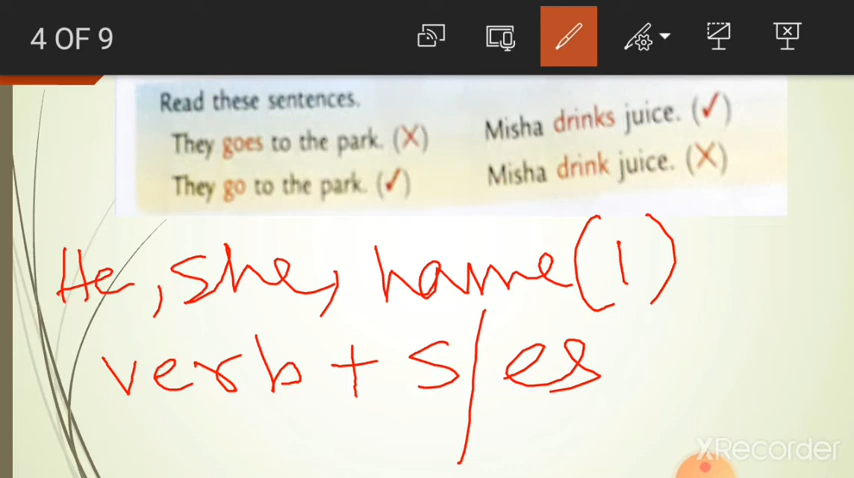 4 OF 9
Read these sentences.
They goes to the park. (X)
They go to the park. (✓)
Misha drinks juice. (✓)
Misha drink juice. (X)
He, she, name (1)
verb + s/es
XRecorder